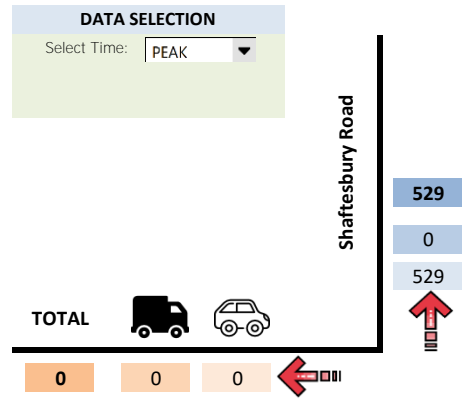 DATA SELECTION
Select Time: PEAK
Shaftesbury Road
529
0
529
TOTAL
0 0 0